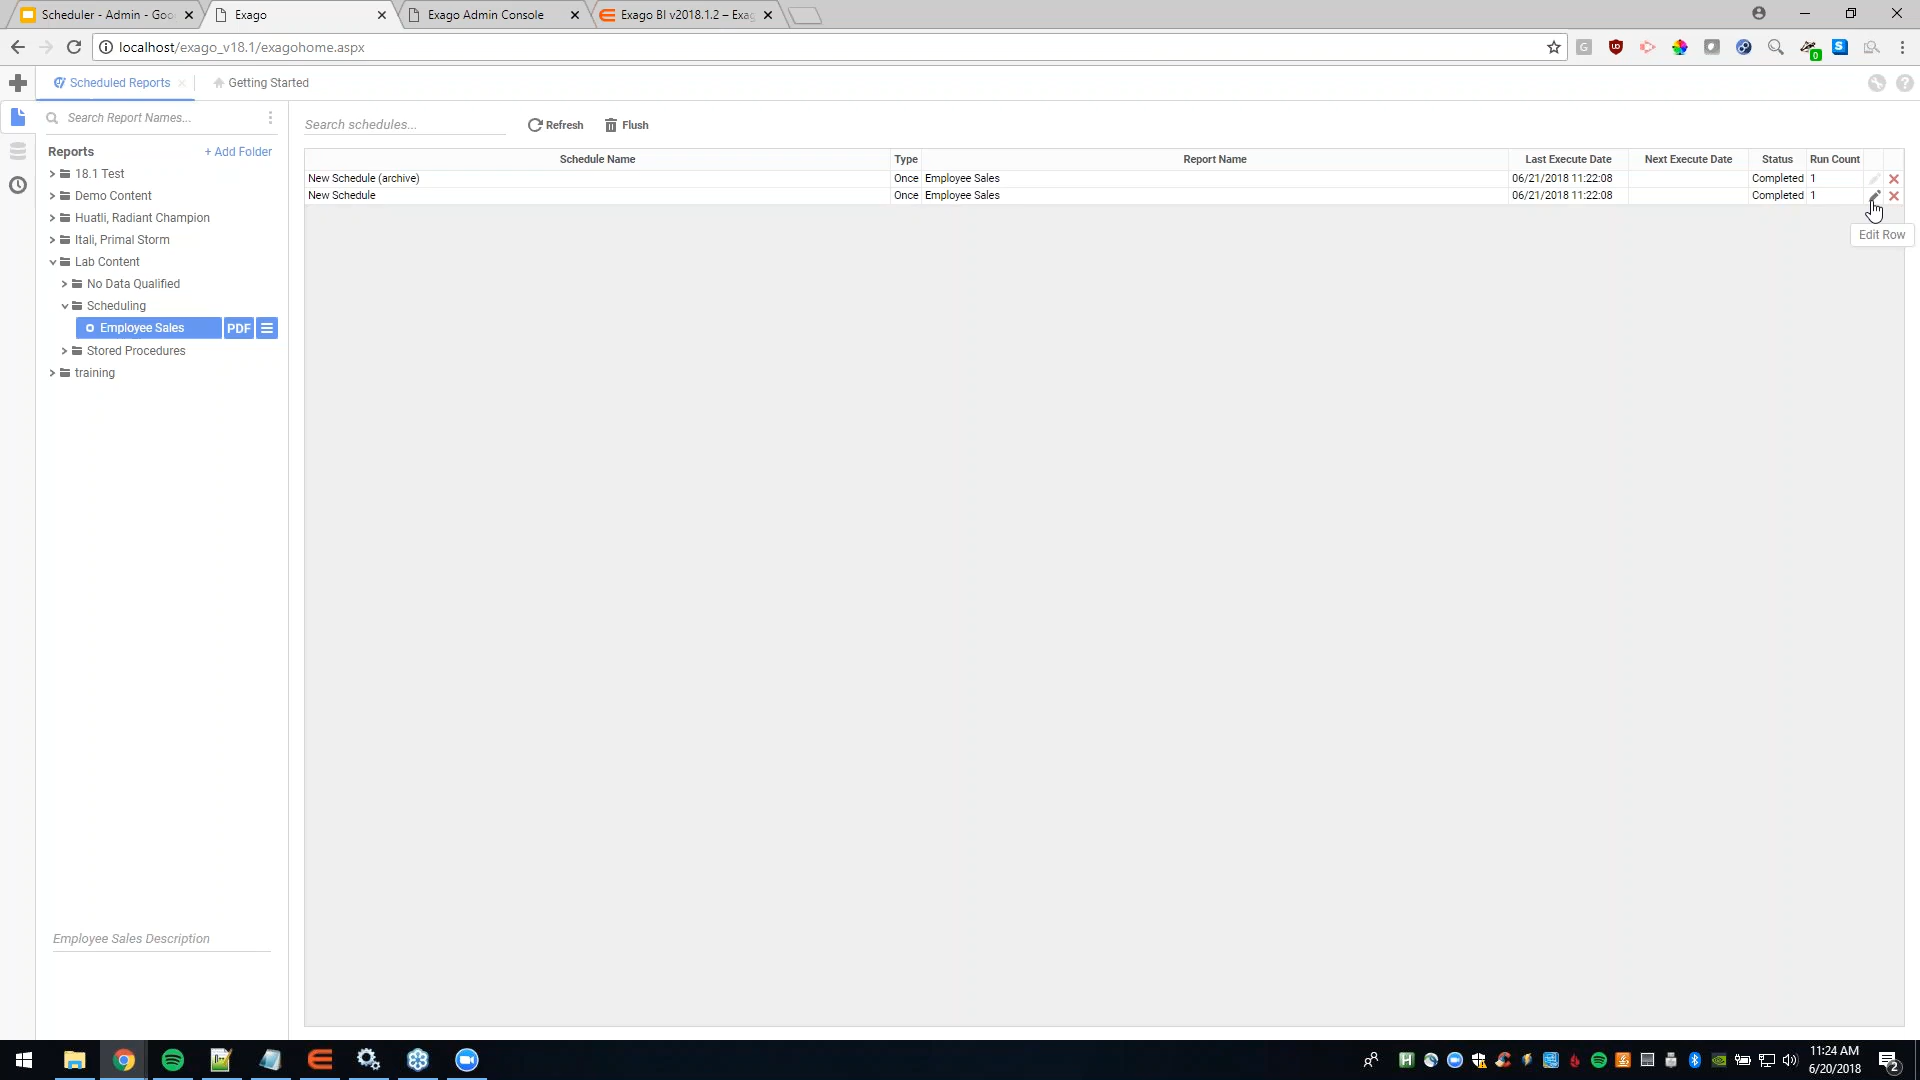 Scheduler - Admin - Goo
Exago
Exago Admin Console
Exago BI v2018.1.2 – Exag
localhost/exago_v18.1/exagohome.aspx
Scheduled Reports
Getting Started
Search Report Names...
Search schedules...
Refresh
Flush
Reports
+ Add Folder
18.1 Test
Demo Content
Huatli, Radiant Champion
Itali, Primal Storm
Lab Content
No Data Qualified
Scheduling
Employee Sales
PDF
Stored Procedures
training
Schedule Name Type Report Name Last Execute Date Next Execute Date Status Run Count
New Schedule (archive) Once Employee Sales 06/21/2018 11:22:08 Completed 1
New Schedule Once Employee Sales 06/21/2018 11:22:08 Completed 1
Edit Row
Employee Sales Description
0
11:24 AM
6/20/2018
2